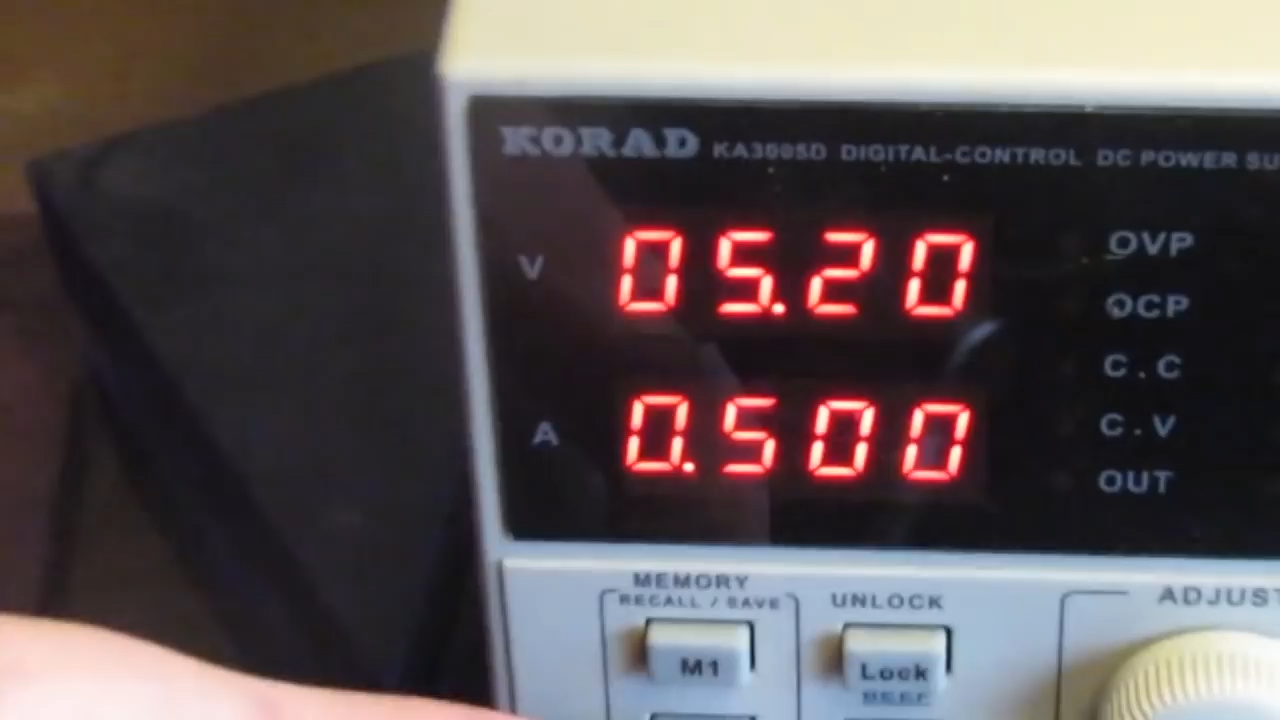 KORAD KA3005D DIGITAL-CONTROL DC POWER SU
V 05.20
OVP
OCP
C.C
A 0.500
C.V
OUT
MEMORY
RECALL / SAVE
UNLOCK
ADJUST
M1
Lock
BEEP